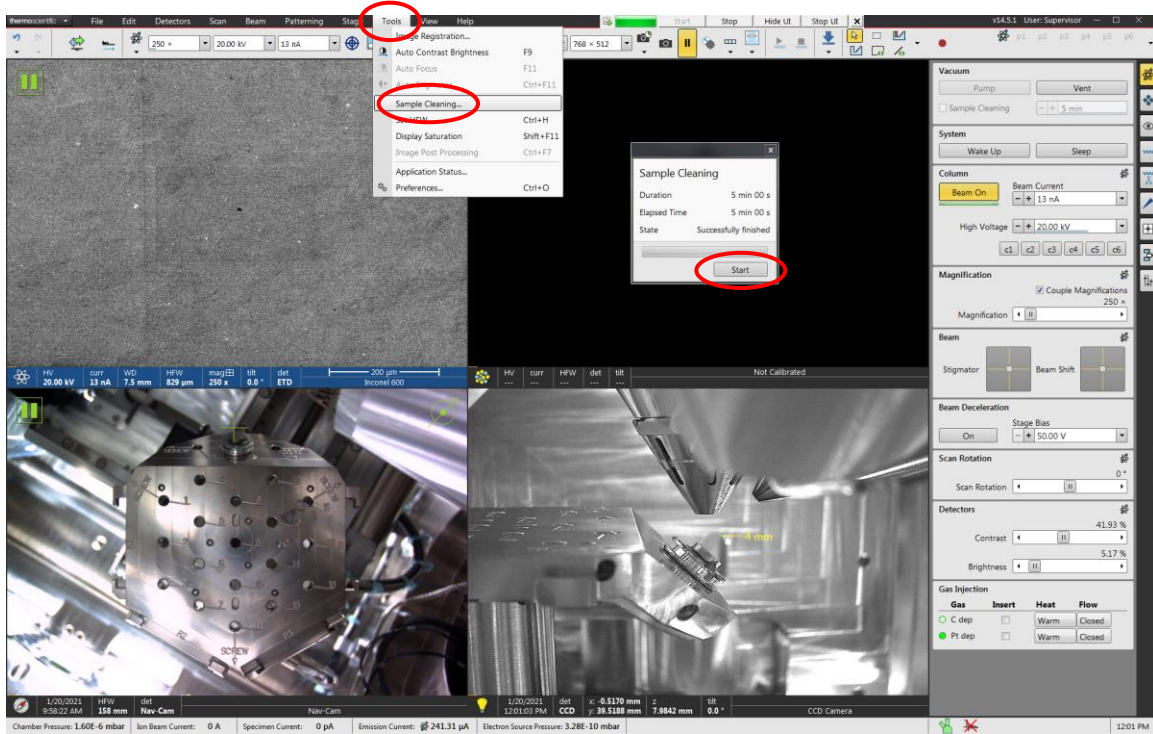 thermoscientific File Edit Detectors Scan Beam Patterning Stag Tools View Help Start Stop Hide UI Stop UI x v14.5.1 User: Supervisor
250 × 20.00 kV 13 nA 768 × 512 p1 p2 p3 p4 p5 p6
Image Registration...
Auto Contrast Brightness F9
Auto Focus F11
Ctrl+F11
Sample Cleaning...
Ctrl+H
Display Saturation Shift+F11
Image Post Processing Ctrl+F7
Application Status...
Preferences... Ctrl+O
Sample Cleaning
Duration 5 min 00 s
Elapsed Time 5 min 00 s
State Successfully finished
Start
Vacuum
Pump Vent
Sample Cleaning - + 5 min
System
Wake Up Sleep
Column
Beam On
Beam Current
- + 13 nA
High Voltage - + 20.00 kV
c1 c2 c3 c4 c5 c6
Magnification
Couple Magnifications
250 ×
Magnification
Beam
Stigmator Beam Shift
Beam Deceleration
Stage Bias
On - + 50.00 V
Scan Rotation
0 °
Scan Rotation
Detectors
41.93 %
Contrast
5.17 %
Brightness
Gas Injection
Gas Insert Heat Flow
C dep Warm Closed
Pt dep Warm Closed
HV curr WD HFW mag tilt det 200 µm
20.00 kV 13 nA 7.5 mm 829 µm 250 x 0.0 ° ETD Inconel 600
HV curr HFW det tilt Not Calibrated
--- --- --- --- ---
SCREW
4 mm
1/20/2021 HFW det
9:58:22 AM 158 mm Nav-Cam Nav-Cam
1/20/2021 det x: -0.5170 mm z tilt
12:01:03 PM CCD y: 39.5188 mm 7.9842 mm 0.0 ° CCD Camera
Chamber Pressure: 1.60E-6 mbar Ion Beam Current: 0 A Specimen Current: 0 pA Emission Current: 241.31 µA Electron Source Pressure: 3.28E-10 mbar 12:01 PM